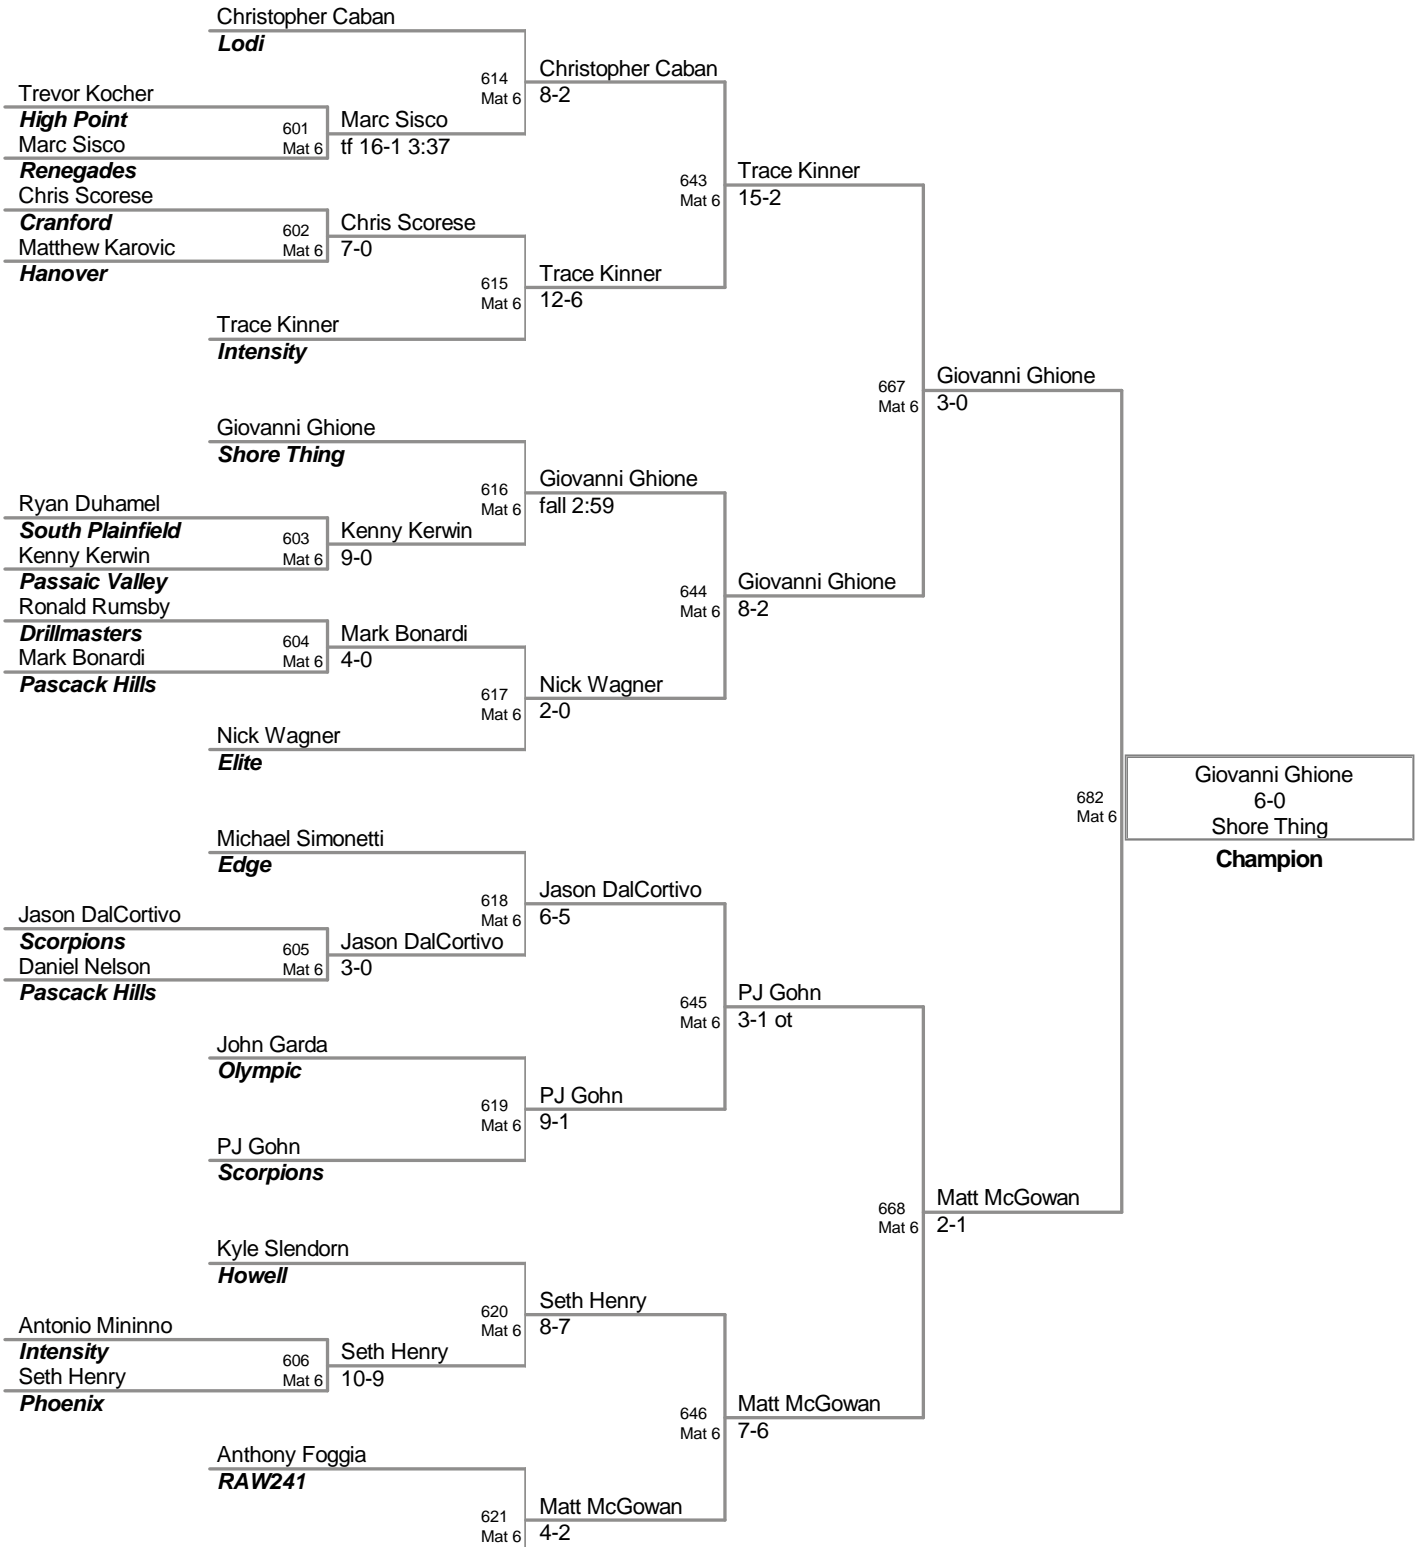 Christopher Caban
Lodi
614
Mat 6
Christopher Caban
8-2
Trevor Kocher
High Point
Marc Sisco
Renegades
601
Mat 6
Marc Sisco
tf 16-1 3:37
643
Mat 6
Trace Kinner
15-2
Chris Scorese
Cranford
Matthew Karovic
Hanover
602
Mat 6
Chris Scorese
7-0
615
Mat 6
Trace Kinner
12-6
Trace Kinner
Intensity
667
Mat 6
Giovanni Ghione
3-0
Giovanni Ghione
Shore Thing
616
Mat 6
Giovanni Ghione
fall 2:59
Ryan Duhamel
South Plainfield
Kenny Kerwin
Passaic Valley
603
Mat 6
Kenny Kerwin
9-0
644
Mat 6
Giovanni Ghione
8-2
Ronald Rumsby
Drillmasters
Mark Bonardi
Pascack Hills
604
Mat 6
Mark Bonardi
4-0
617
Mat 6
Nick Wagner
2-0
Nick Wagner
Elite
682
Mat 6
Giovanni Ghione
6-0
Shore Thing
Champion
Michael Simonetti
Edge
618
Mat 6
Jason DalCortivo
6-5
Jason DalCortivo
Scorpions
Daniel Nelson
Pascack Hills
605
Mat 6
Jason DalCortivo
3-0
645
Mat 6
PJ Gohn
3-1 ot
John Garda
Olympic
619
Mat 6
PJ Gohn
9-1
PJ Gohn
Scorpions
668
Mat 6
Matt McGowan
2-1
Kyle Slendorn
Howell
620
Mat 6
Seth Henry
8-7
Antonio Mininno
Intensity
Seth Henry
Phoenix
606
Mat 6
Seth Henry
10-9
646
Mat 6
Matt McGowan
7-6
Anthony Foggia
RAW241
621
Mat 6
Matt McGowan
4-2